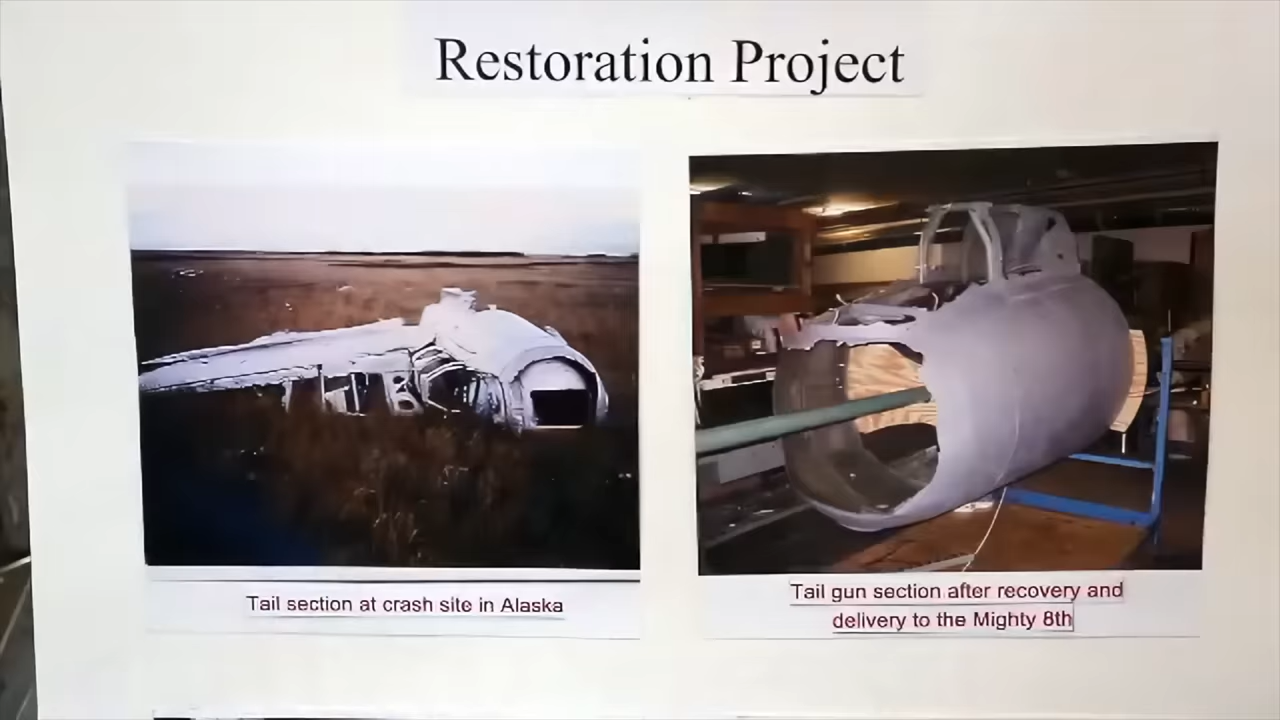 Restoration Project
Tail section at crash site in Alaska
Tail gun section after recovery and
delivery to the Mighty 8th